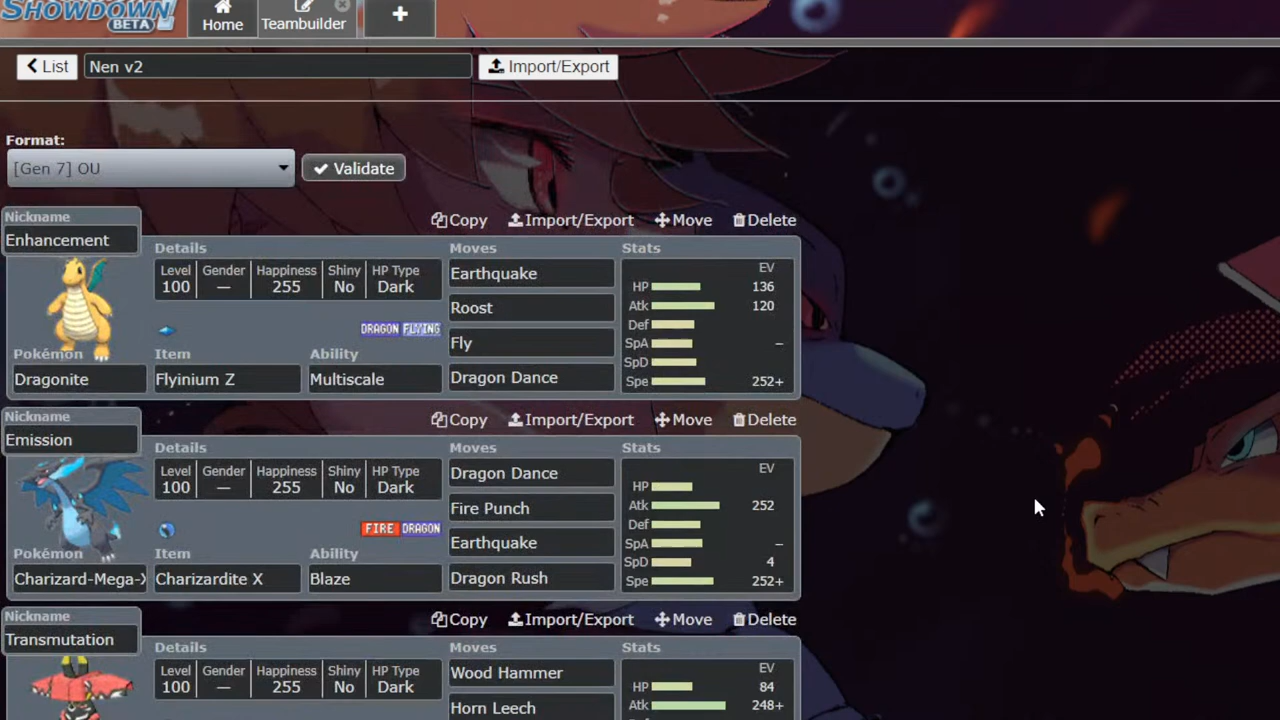 SHOWDOWN
BETA
Home
Teambuilder
List
Nen v2
Import/Export
Format:
[Gen 7] OU
Validate
Nickname
Enhancement
Copy Import/Export Move Delete
Details Moves Stats
Level Gender Happiness Shiny HP Type
100 — 255 No Dark
DRAGON FLYING
Pokémon Item Ability
Dragonite Flyinium Z Multiscale
Earthquake
Roost
Fly
Dragon Dance
EV
HP 136
Atk 120
Def
SpA –
SpD
Spe 252+
Nickname
Emission
Copy Import/Export Move Delete
Details Moves Stats
Level Gender Happiness Shiny HP Type
100 — 255 No Dark
FIRE DRAGON
Pokémon Item Ability
Charizard-Mega-X Charizardite X Blaze
Dragon Dance
Fire Punch
Earthquake
Dragon Rush
EV
HP
Atk 252
Def
SpA –
SpD 4
Spe 252+
Nickname
Transmutation
Copy Import/Export Move Delete
Details Moves Stats
Level Gender Happiness Shiny HP Type
100 — 255 No Dark
Wood Hammer
Horn Leech
EV
HP 84
Atk 248+